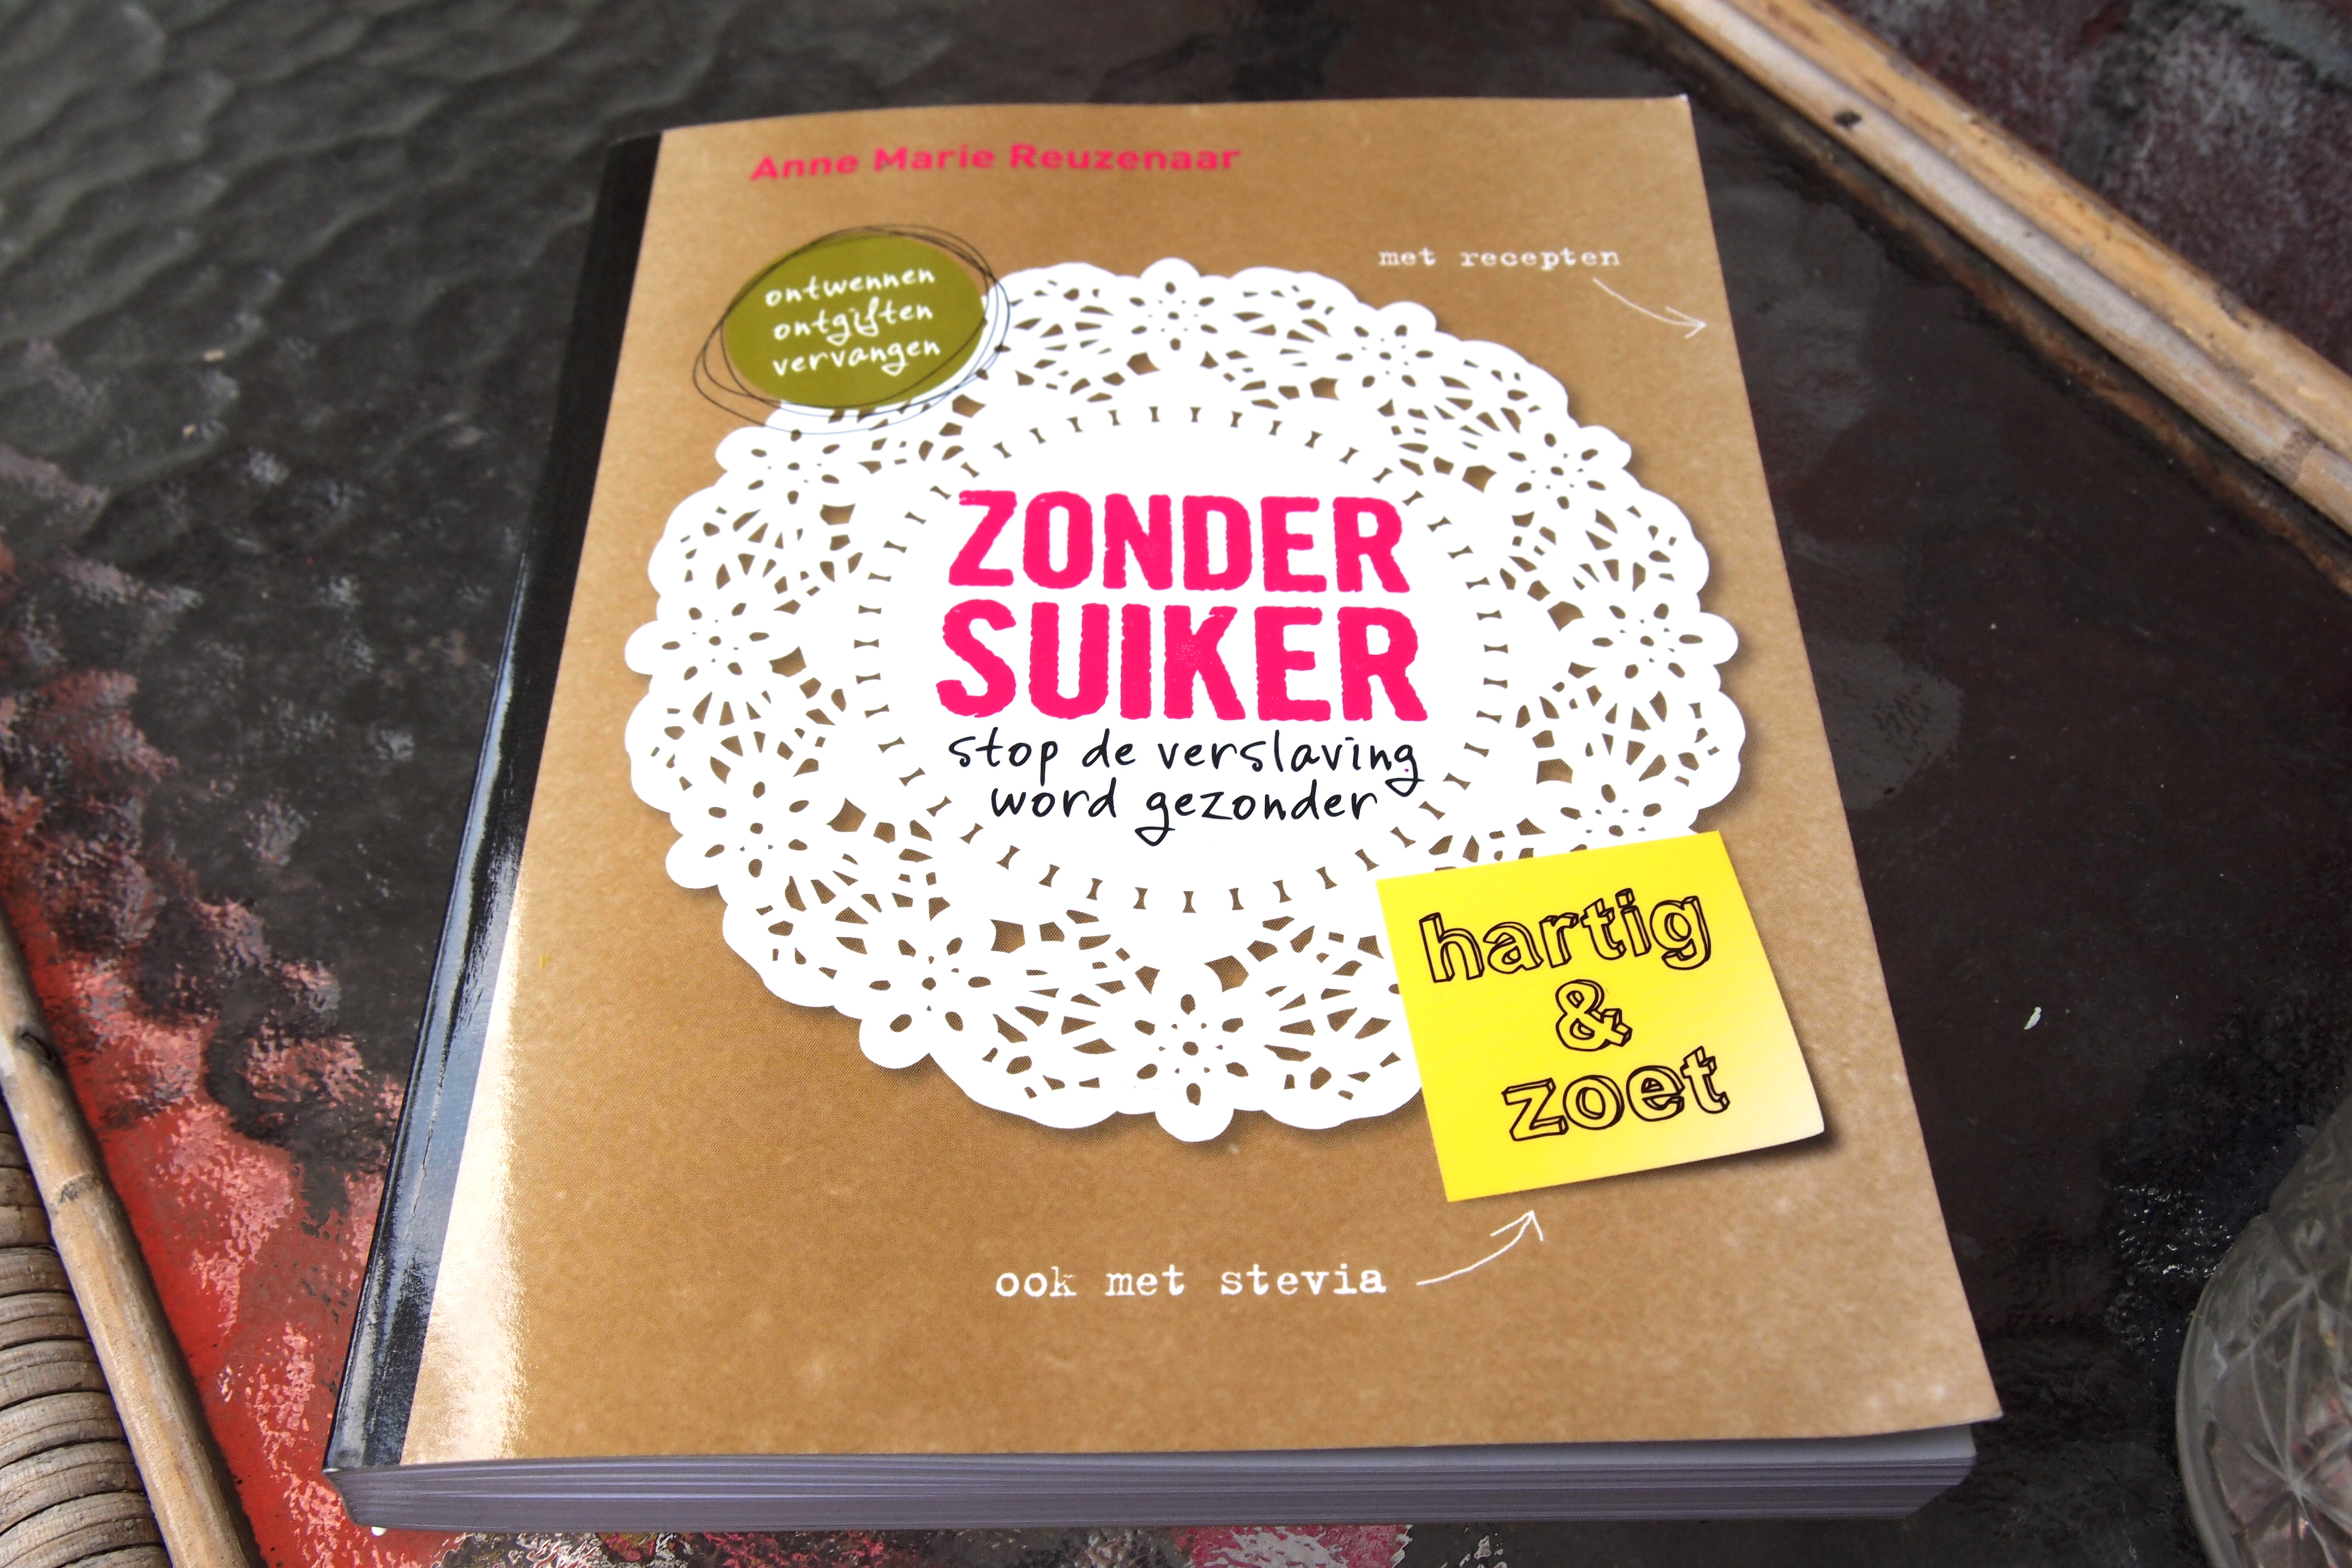 Anne Marie Reuzenaar
ontwennen
ontgiften
vervangen
met recepten
ZONDER
SUIKER
stop de verslaving
word gezonder
hartig
&
zoet
ook met stevia